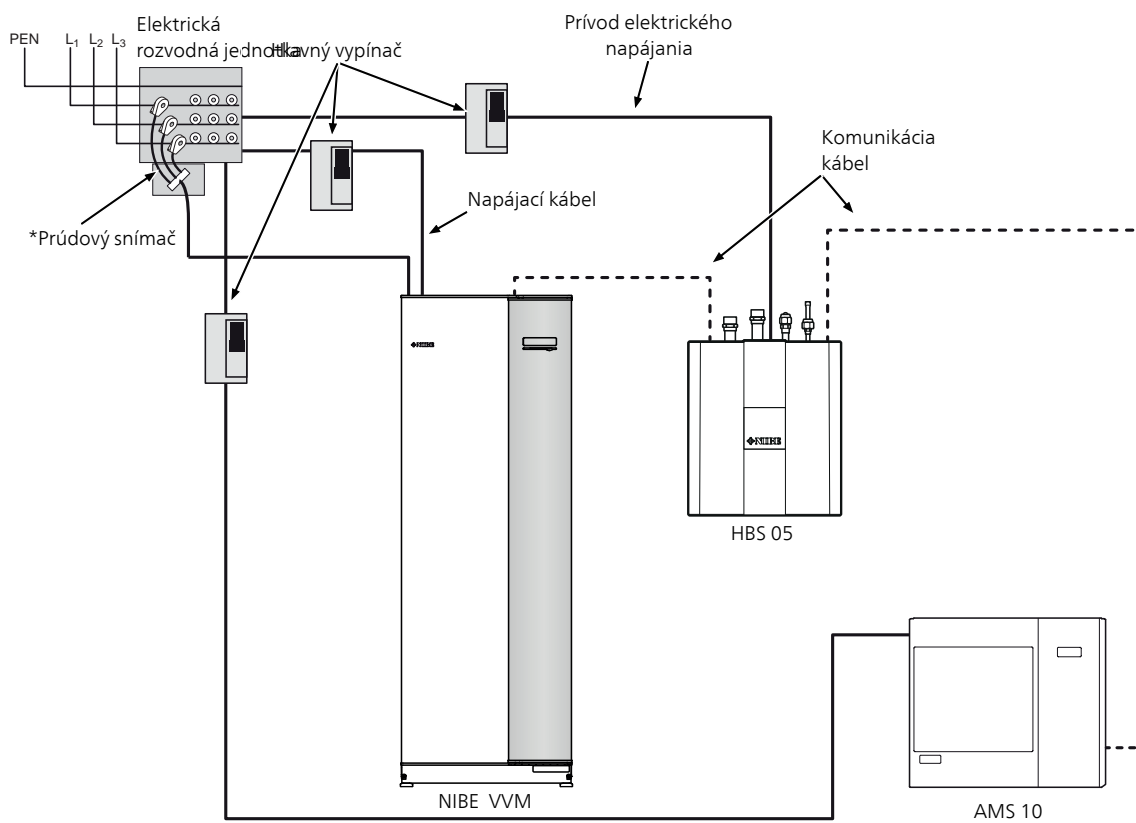 Elektrická
rozvodná jednotka
Hlavný vypínač
Prívod elektrického
napájania
PEN L₁ L₂ L₃
Komunikácia
kábel
Napájací kábel
*Prúdový snímač
NIBE
NIBE
HBS 05
NIBE VVM
AMS 10